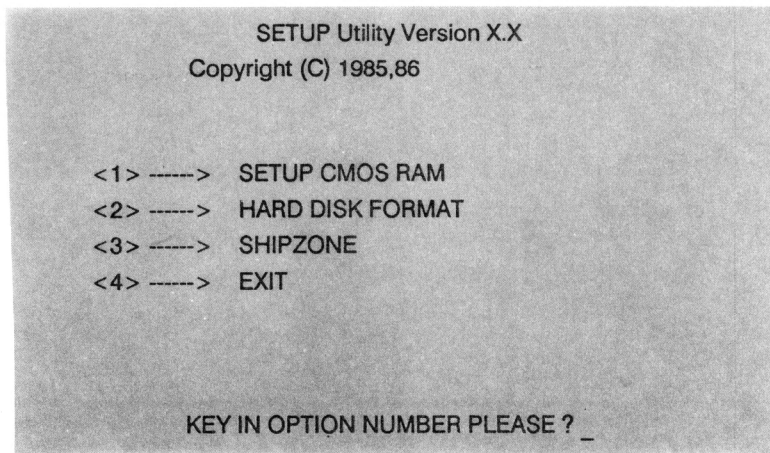 SETUP Utility Version X.X
Copyright (C) 1985,86
<1> ------> SETUP CMOS RAM
<2> ------> HARD DISK FORMAT
<3> ------> SHIPZONE
<4> ------> EXIT
KEY IN OPTION NUMBER PLEASE ? _